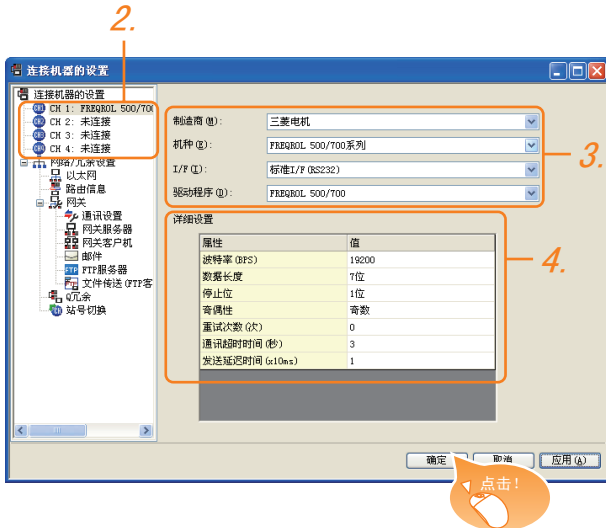 2.
连接机器的设置
连接机器的设置
CH 1: FREQROL 500/700
CH 2: 未连接
CH 3: 未连接
CH 4: 未连接
网络/冗余设置
以太网
路由信息
网关
通讯设置
网关服务器
网关客户机
邮件
FTP服务器
文件传送(FTP客
Q冗余
站号切换
制造商(M): 三菱电机
机种(E): FREQROL 500/700系列
I/F(I): 标准I/F(RS232)
驱动程序(D): FREQROL 500/700
3.
详细设置
属性 值
波特率(BPS) 19200
数据长度 7位
停止位 1位
奇偶性 奇数
重试次数(次) 0
通讯超时时间(秒) 3
发送延迟时间(x10ms) 1
4.
确定 取消 应用(A)
点击!